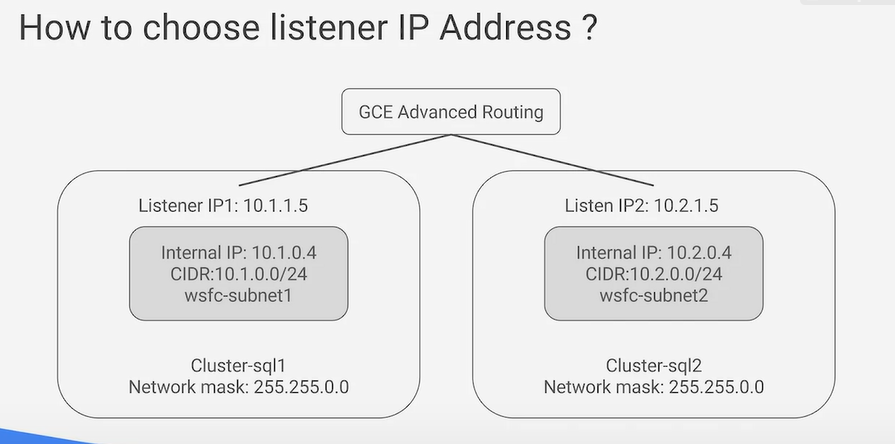 How to choose listener IP Address ?
GCE Advanced Routing
Listener IP1: 10.1.1.5
Internal IP: 10.1.0.4
CIDR:10.1.0.0/24
wsfc-subnet1
Cluster-sql1
Network mask: 255.255.0.0
Listen IP2: 10.2.1.5
Internal IP: 10.2.0.4
CIDR:10.2.0.0/24
wsfc-subnet2
Cluster-sql2
Network mask: 255.255.0.0